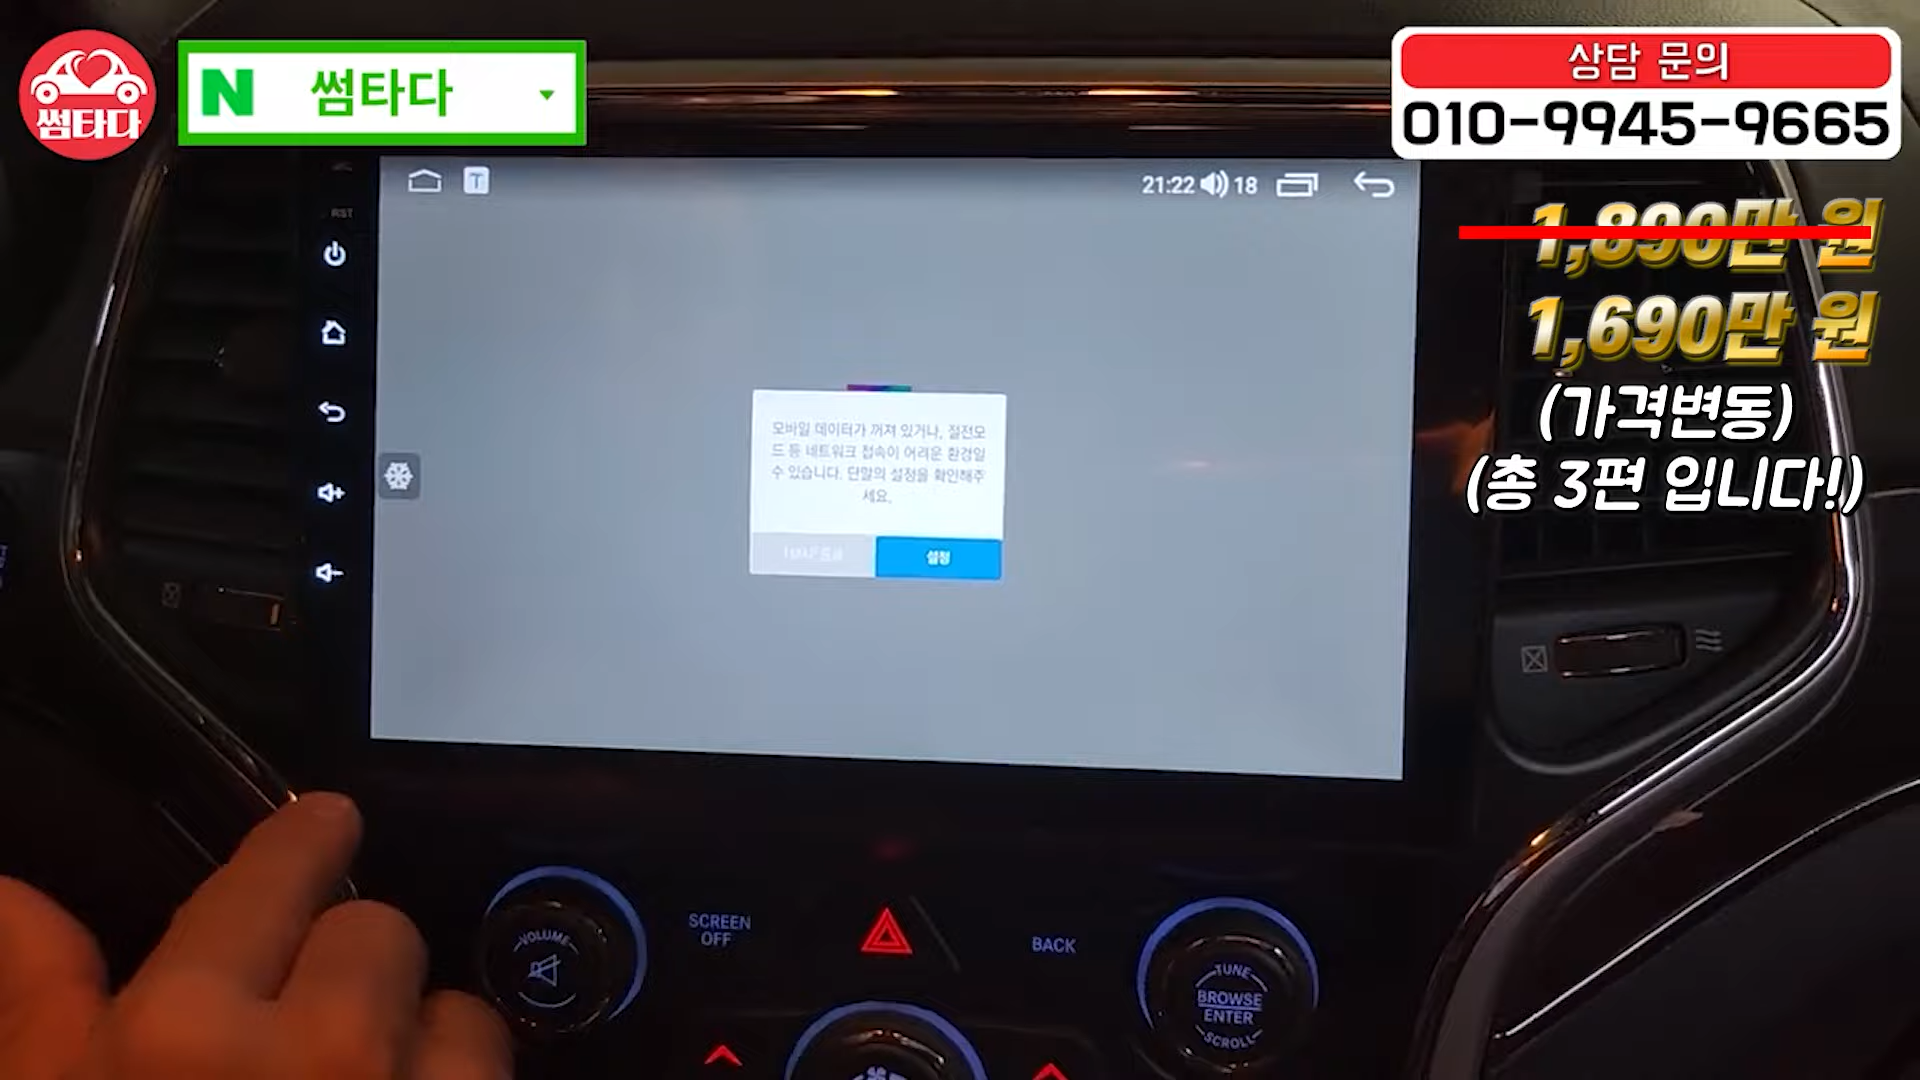 썸타다
N 썸타다
상담 문의
010-9945-9665
1,890만 원
1,690만 원
(가격변동)
(총 3편 입니다!)
T
21:22
18
RST
모바일 데이터가 꺼져 있거나, 절전모
드 등 네트워크 접속이 어려운 환경일
수 있습니다. 단말의 설정을 확인해주
세요.
설정
VOLUME
SCREEN
OFF
BACK
TUNE
BROWSE
ENTER
SCROLL